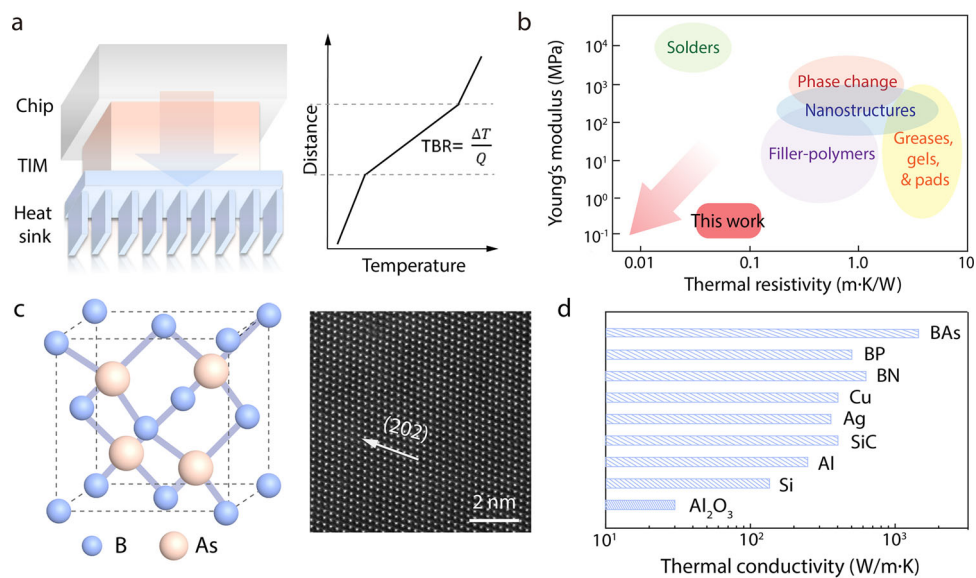 a
Chip
TIM
Heat
sink
Distance
TBR= ΔT/Q
Temperature
b
Young's modulus (MPa)
10⁴
10³
10²
10¹
10⁰
10⁻¹
Solders
Phase change
Nanostructures
Filler-polymers
Greases,
gels,
& pads
This work
0.01
0.1
1.0
10
Thermal resistivity (m·K/W)
c
(202)
2 nm
B
As
d
BAs
BP
BN
Cu
Ag
SiC
Al
Si
Al₂O₃
10¹
10²
10³
Thermal conductivity (W/m·K)